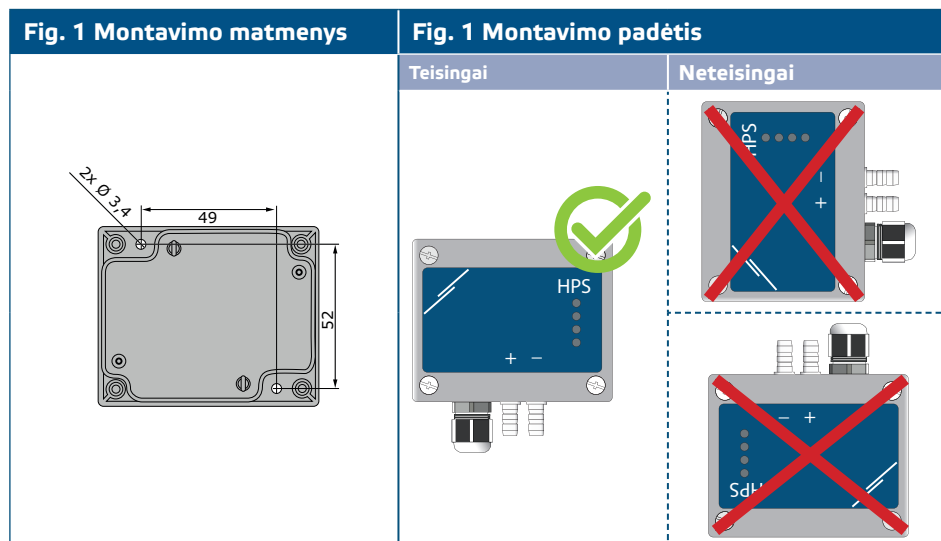 Fig. 1 Montavimo matmenys
Fig. 1 Montavimo padėtis
Teisingai
Neteisingai
2x Ø 3,4
49
52
HPS
+ −
HPS
−
+
− +
HPS